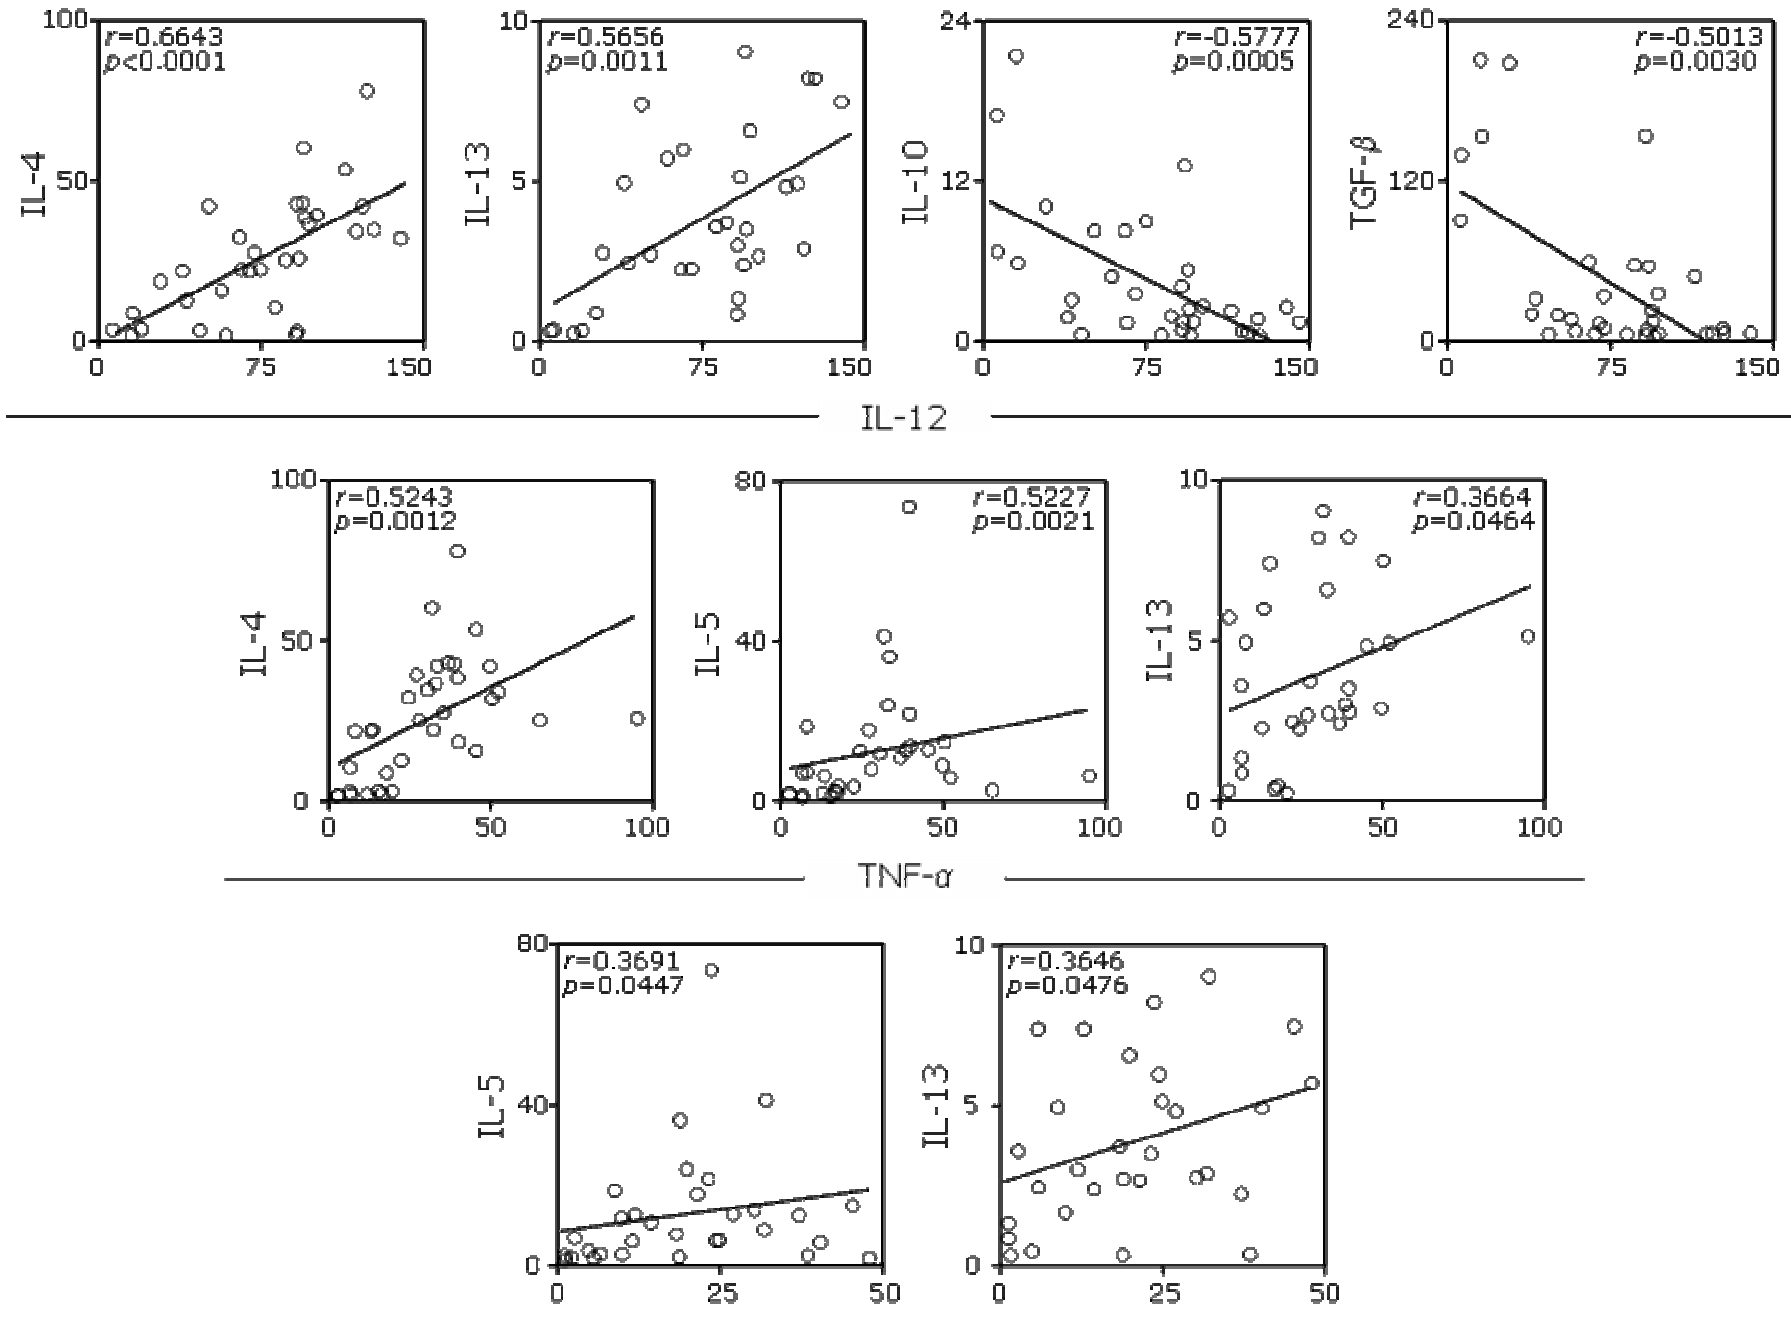 100
r=0.6643
p<0.0001
50
0
IL-4
0 75 150
10
r=0.5656
p=0.0011
5
0
IL-13
0 75 150
24
r=-0.5777
p=0.0005
12
0
IL-10
0 75 150
240
r=-0.5013
p=0.0030
120
0
TGF-β
0 75 150
IL-12
100
r=0.5243
p=0.0012
50
0
IL-4
0 50 100
80
r=0.5227
p=0.0021
40
0
IL-5
0 50 100
10
r=0.3664
p=0.0464
5
0
IL-13
0 50 100
TNF-α
80
r=0.3691
p=0.0447
40
0
IL-5
0 25 50
10
r=0.3646
p=0.0476
5
0
IL-13
0 25 50